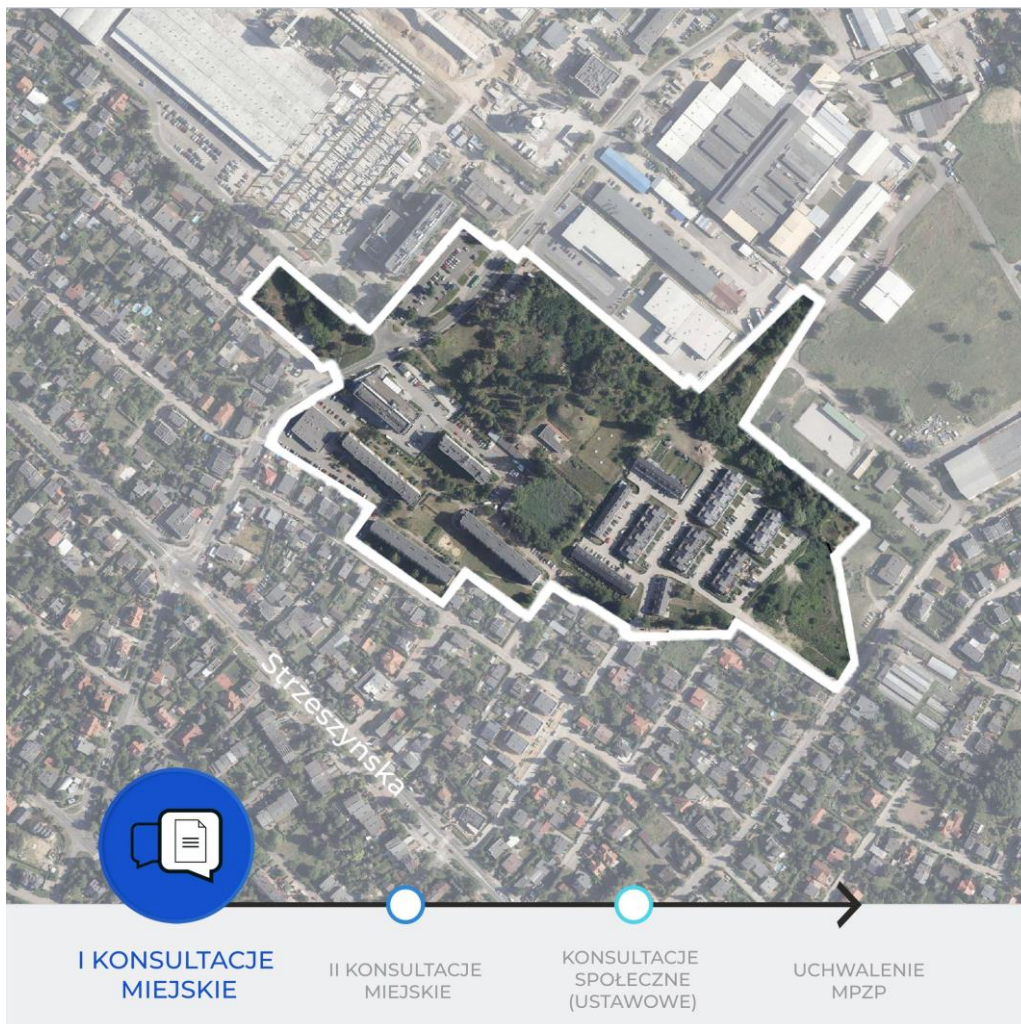 Strzeszyńska
I KONSULTACJE
MIEJSKIE
II KONSULTACJE
MIEJSKIE
KONSULTACJE
SPOŁECZNE
(USTAWOWE)
UCHWALENIE
MPZP